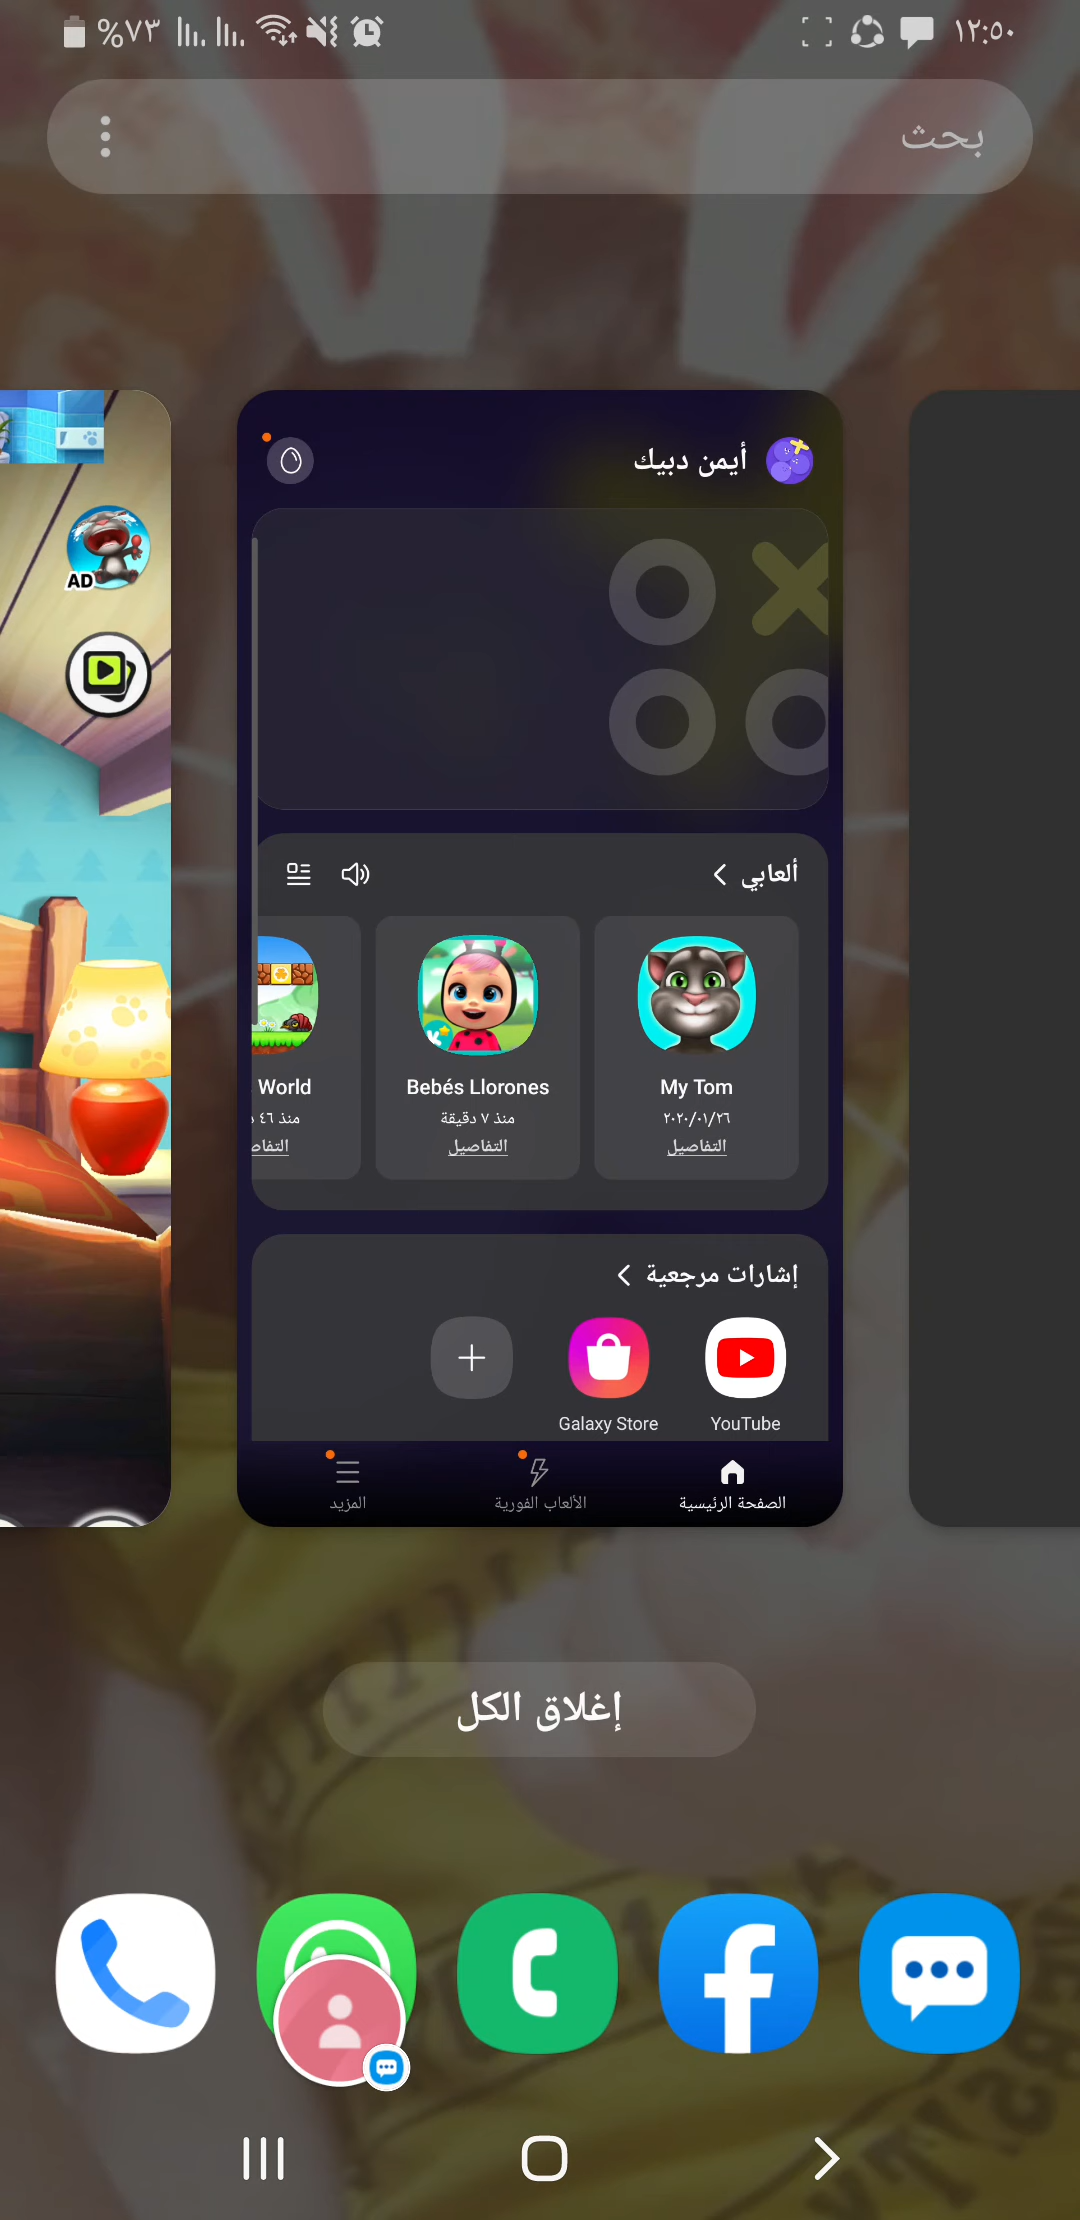 ١٢:٥٠
%٧٣
بحث
AD
أيمن دبيك
ألعابي
My Tom
٢٠٢٠/٠١/٢٦
التفاصيل
Bebés Llorones
منذ ٧ دقيقة
التفاصيل
World
منذ ٤٦
إشارات مرجعية
YouTube
Galaxy Store
الصفحة الرئيسية
الألعاب الفورية
المزيد
إغلاق الكل